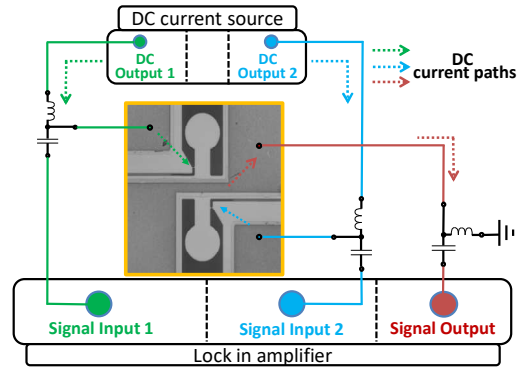 DC current source
DC
Output 1
DC
Output 2
DC
current paths
Signal Input 1
Signal Input 2
Signal Output
Lock in amplifier